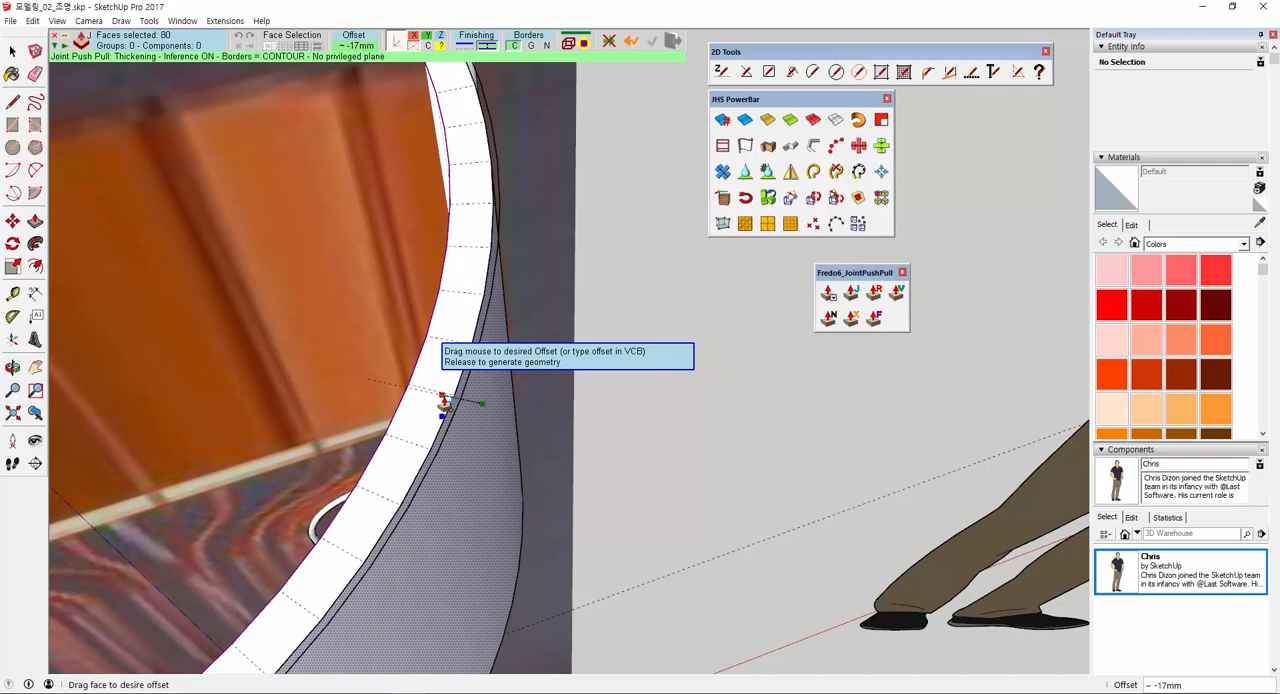 모델링_02_조명.skp - SketchUp Pro 2017
File Edit View Camera Draw Tools Window Extensions Help
J Faces selected: 80
Groups: 0 - Components: 0
Face Selection
Offset
~ -17mm
X Y Z
C ?
Finishing
Borders
C G N
Joint Push Pull: Thickening - Inference ON - Borders = CONTOUR - No privileged plane
2D Tools
JHS PowerBar
Fredo6_JointPushPull
J R V
N X F
Drag mouse to desired Offset (or type offset in VCB)
Release to generate geometry
Default Tray
Entity Info
No Selection
Materials
Default
Select Edit
Colors
Components
Chris
Chris Dizon joined the SketchUp
team in its infancy with @Last
Software. His current role is
Select Edit Statistics
3D Warehouse
Chris
by SketchUp
Chris Dizon joined the SketchUp
team in its infancy with @Last Software. Hi...
Drag face to desire offset
Offset ~ -17mm